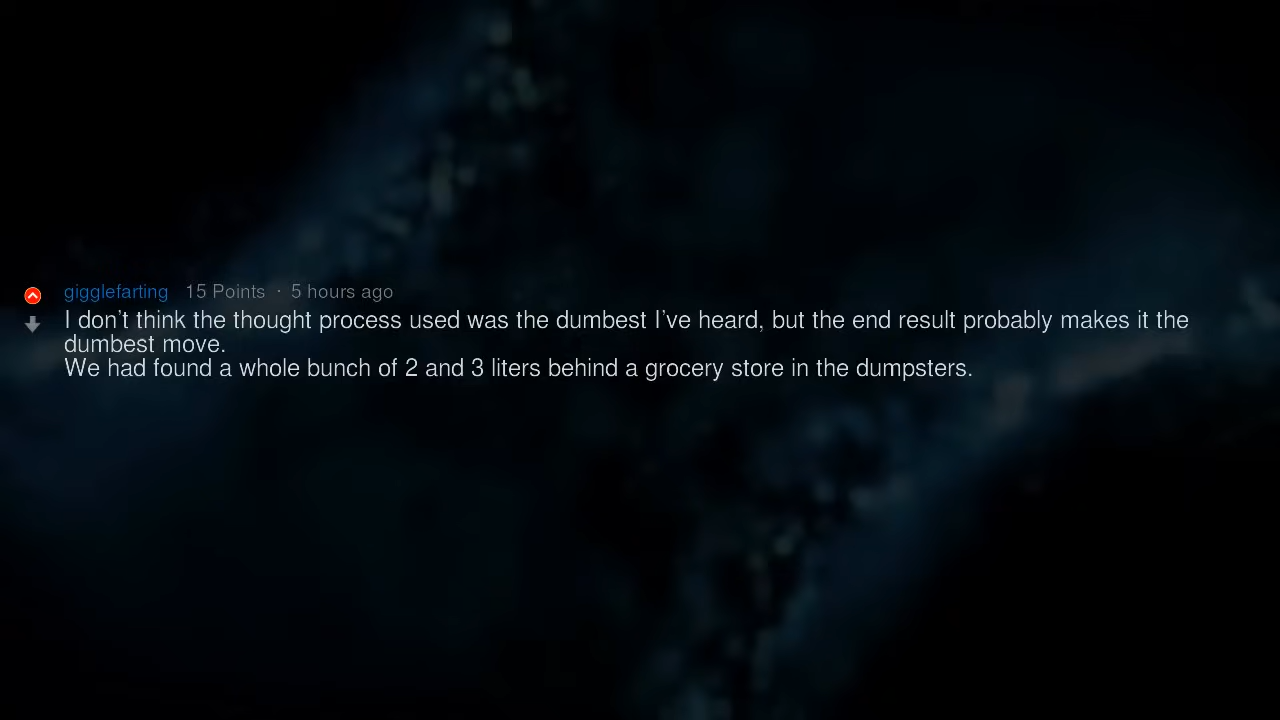 gigglefarting 15 Points · 5 hours ago
I don't think the thought process used was the dumbest I've heard, but the end result probably makes it the
dumbest move.
We had found a whole bunch of 2 and 3 liters behind a grocery store in the dumpsters.